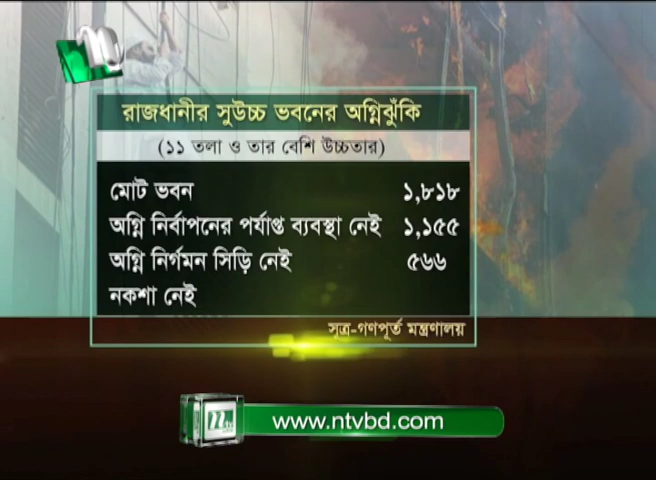 রাজধানীর সুউচ্চ ভবনের অগ্নিঝুঁকি
(১১ তলা ও তার বেশি উচ্চতার)
মোট ভবন ১,৮১৮
অগ্নি নির্বাপনের পর্যাপ্ত ব্যবস্থা নেই ১,১৫৫
অগ্নি নির্গমন সিড়ি নেই ৫৬৬
নকশা নেই
সূত্র-গণপূর্ত মন্ত্রণালয়
www.ntvbd.com